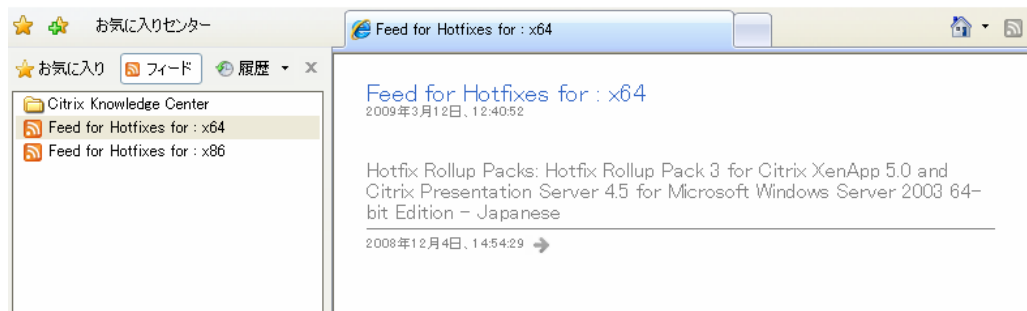 お気に入りセンター
Feed for Hotfixes for : x64
お気に入り フィード 履歴
Citrix Knowledge Center
Feed for Hotfixes for : x64
Feed for Hotfixes for : x86
Feed for Hotfixes for : x64
2009年3月12日、12:40:52
Hotfix Rollup Packs: Hotfix Rollup Pack 3 for Citrix XenApp 5.0 and
Citrix Presentation Server 4.5 for Microsoft Windows Server 2003 64-
bit Edition - Japanese
2008年12月4日、14:54:29